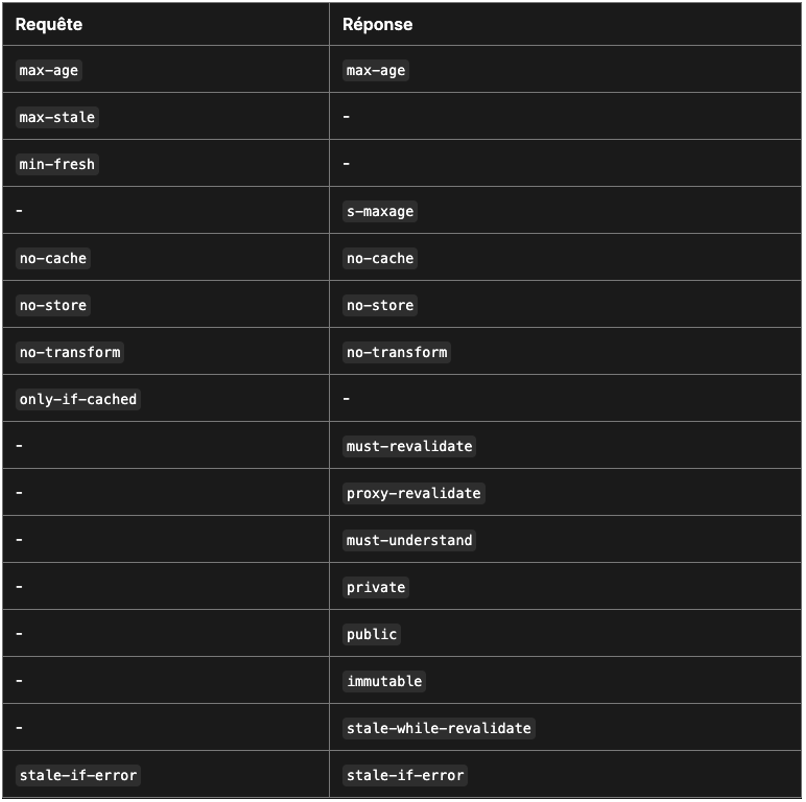 Requête Réponse
max-age max-age
max-stale -
min-fresh -
- s-maxage
no-cache no-cache
no-store no-store
no-transform no-transform
only-if-cached -
- must-revalidate
- proxy-revalidate
- must-understand
- private
- public
- immutable
- stale-while-revalidate
stale-if-error stale-if-error